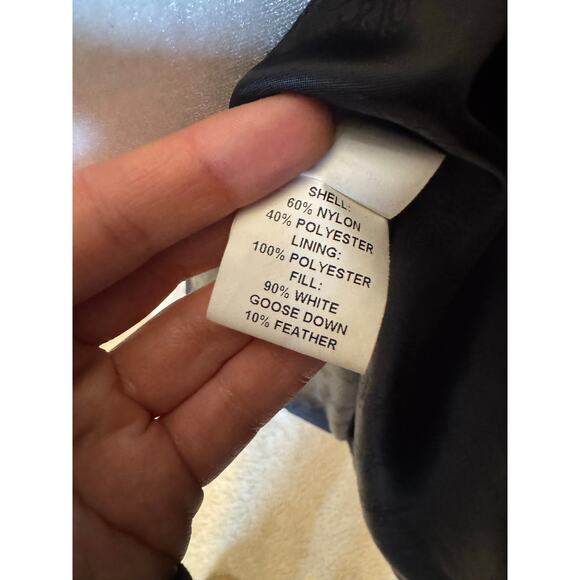 SHELL:
60% NYLON
40% POLYESTER
LINING:
100% POLYESTER
FILL:
90% WHITE
GOOSE DOWN
10% FEATHER